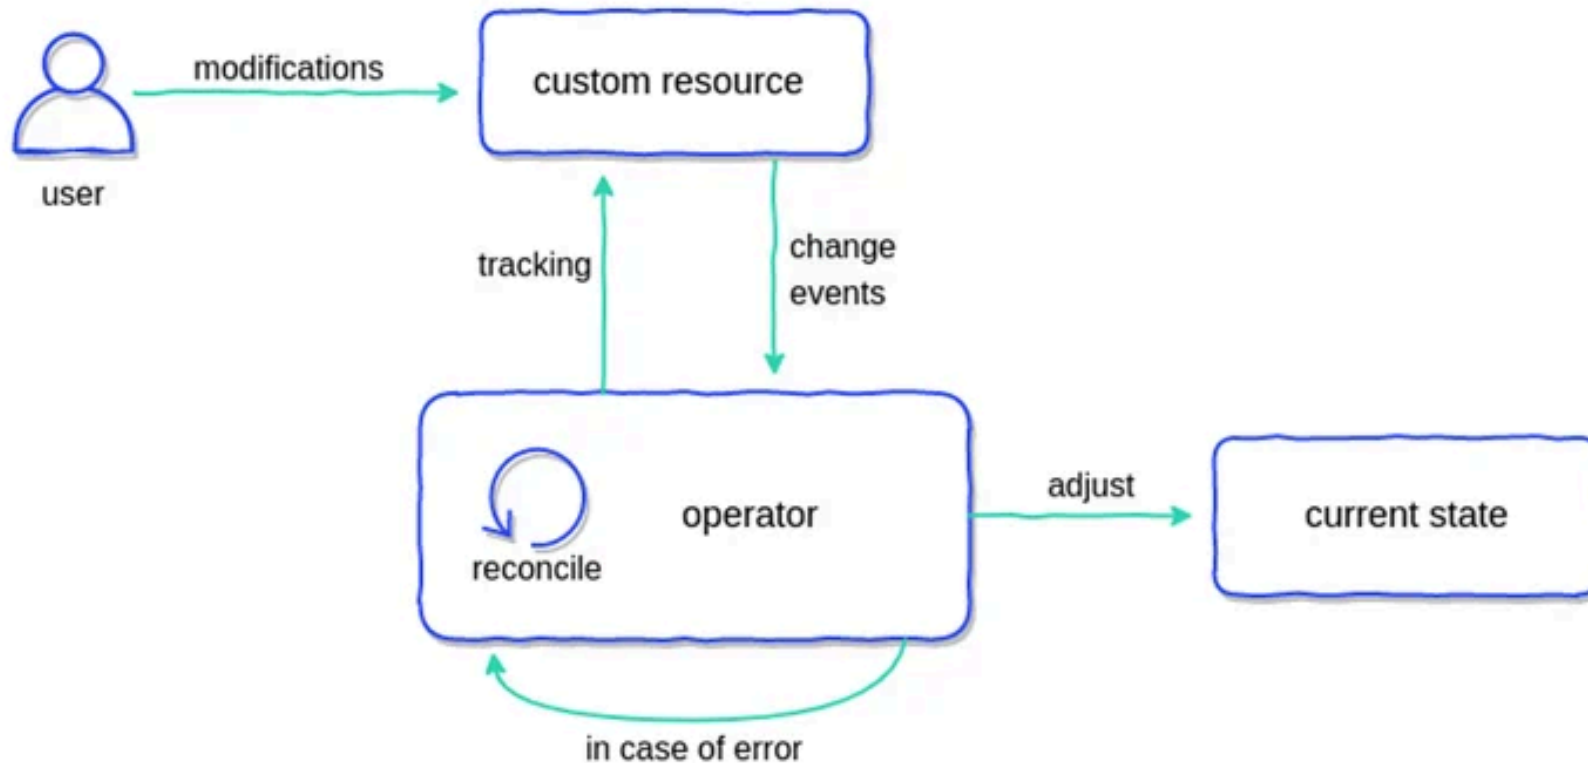 modifications
custom resource
user
tracking
change
events
operator
reconcile
adjust
current state
in case of error